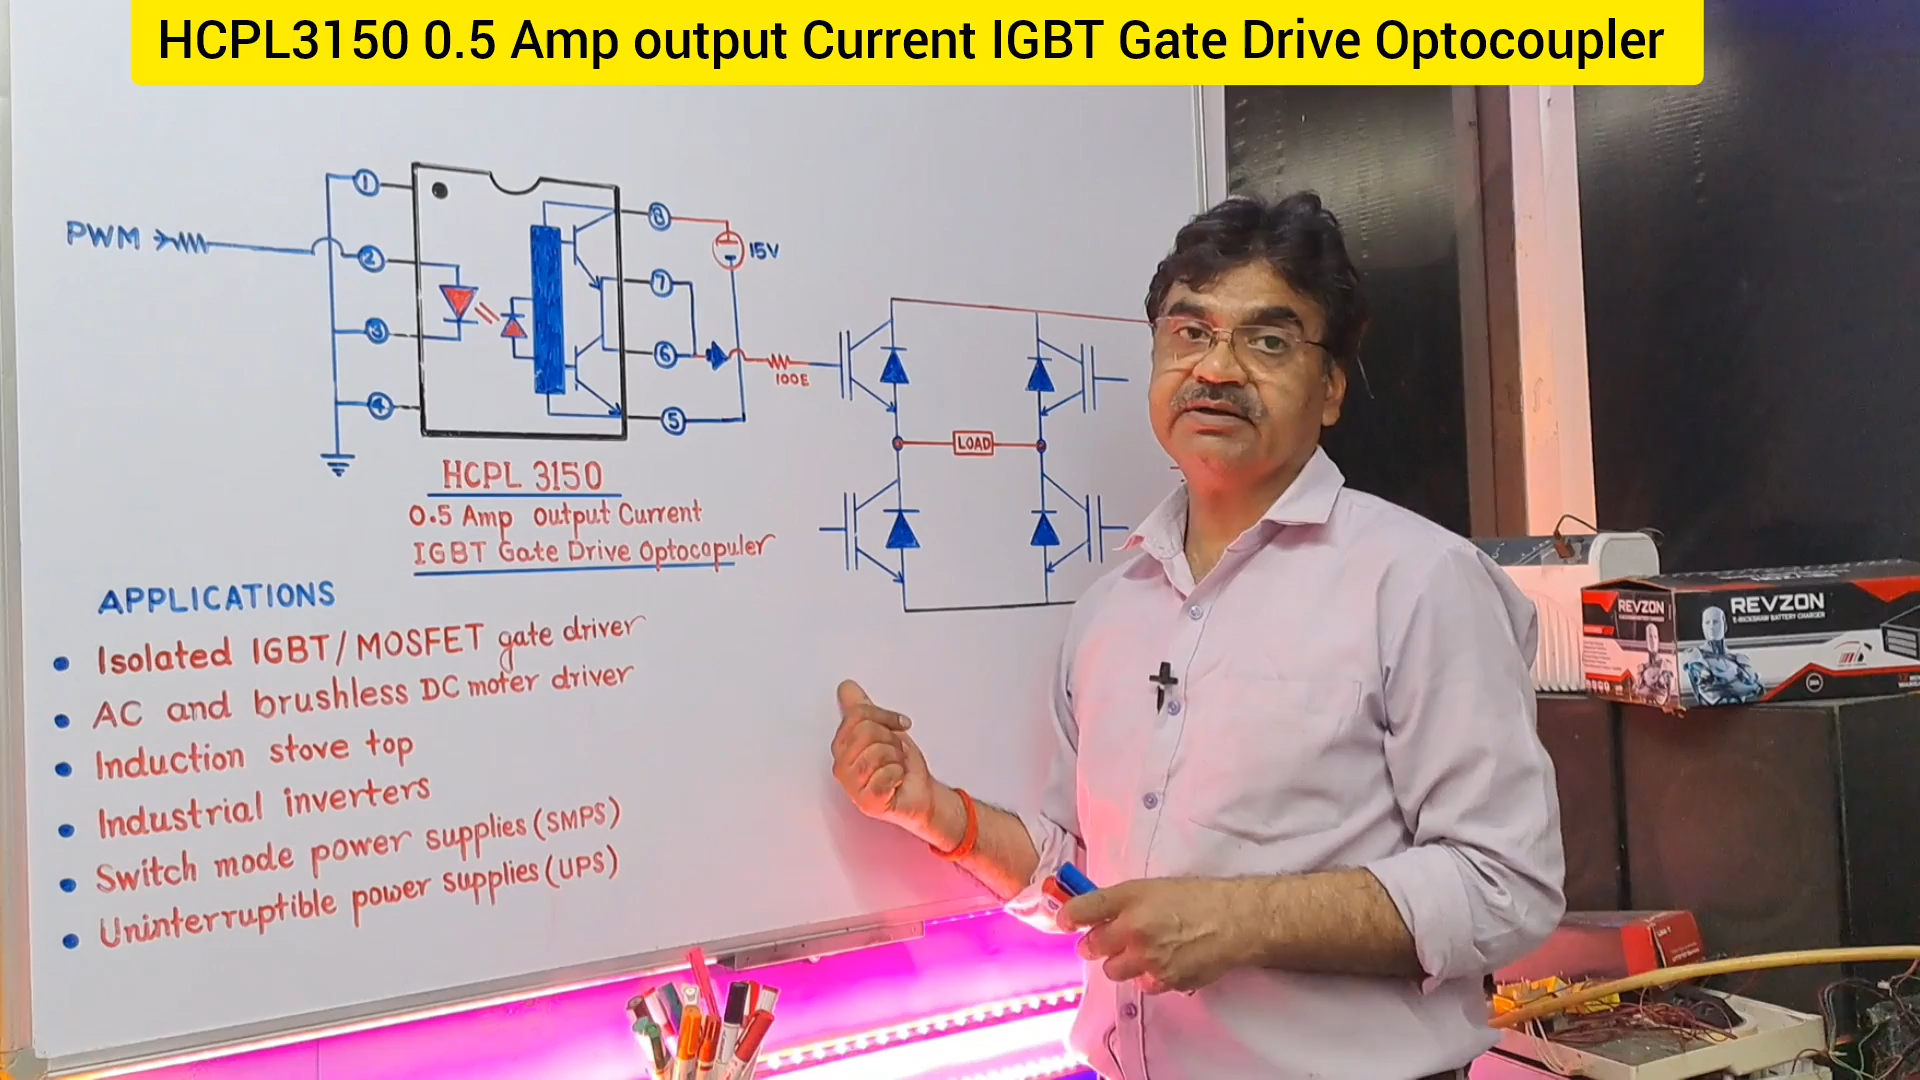 HCPL3150 0.5 Amp output Current IGBT Gate Drive Optocoupler
PWM
1
2
3
4
8
7
6
5
15V
100E
LOAD
HCPL 3150
0.5 Amp output Current
IGBT Gate Drive Optocopuler
APPLICATIONS
• Isolated IGBT/MOSFET gate driver
• AC and brushless DC moter driver
• Induction stove top
• Industrial inverters
• Switch mode power supplies (SMPS)
• Uninterruptible power supplies (UPS)
REVZON
REVZON
E-RICKSHAW BATTERY CHARGER